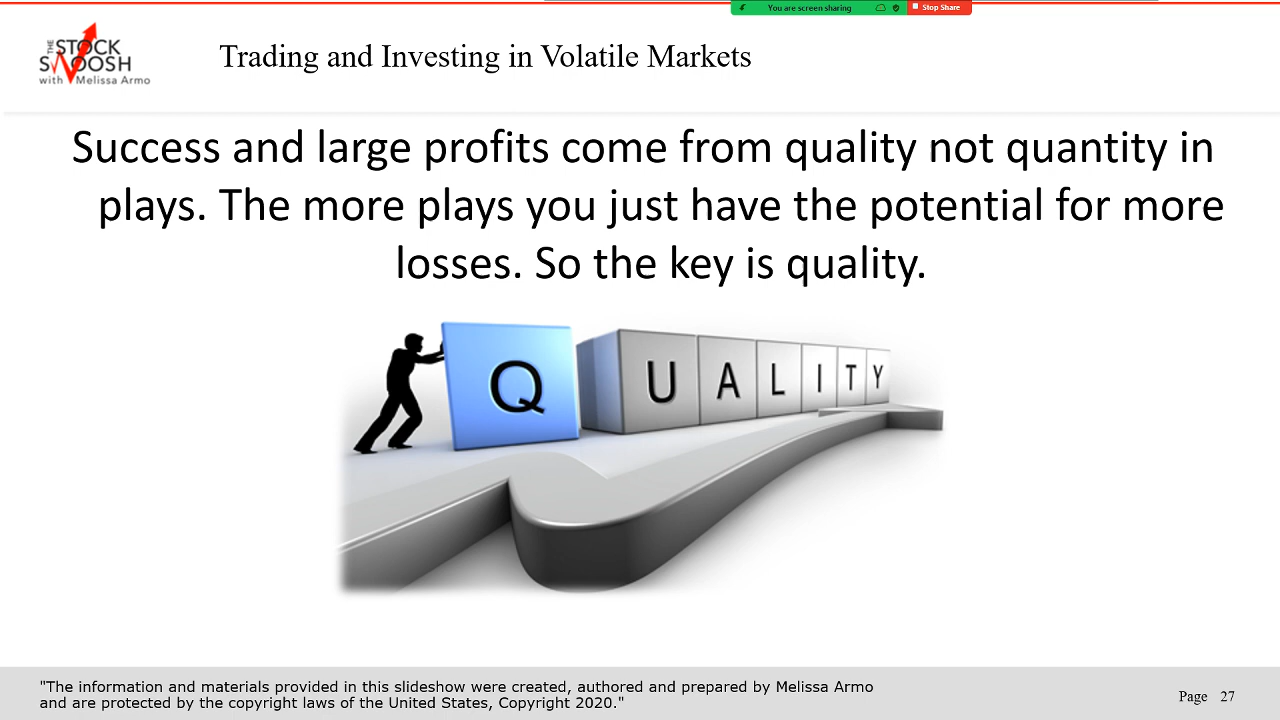 You are screen sharing
Stop Share
THE
STOCK
SWOOSH
with Melissa Armo
Trading and Investing in Volatile Markets
Success and large profits come from quality not quantity in
plays. The more plays you just have the potential for more
losses. So the key is quality.
Q U A L I T Y
"The information and materials provided in this slideshow were created, authored and prepared by Melissa Armo
and are protected by the copyright laws of the United States, Copyright 2020."
Page 27